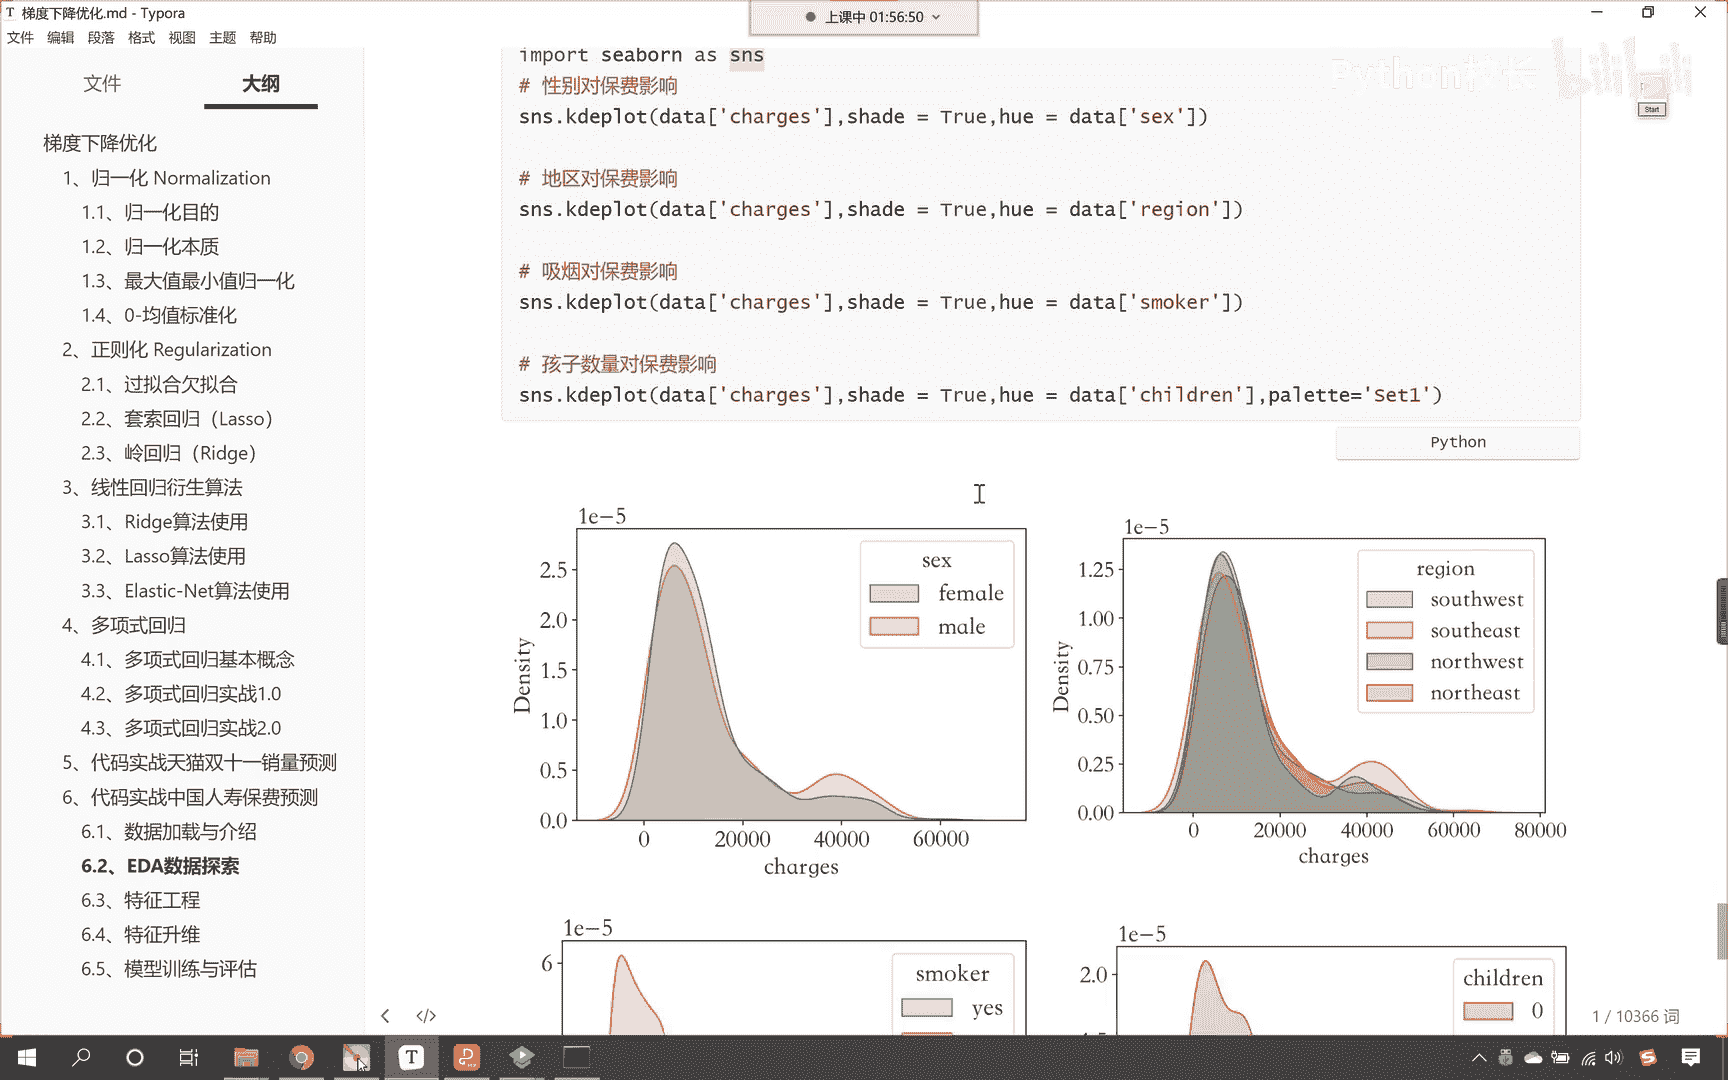 梯度下降优化.md - Typora
上课中 01:56:50
文件 编辑 段落 格式 视图 主题 帮助
文件 大纲
梯度下降优化
1、归一化 Normalization
1.1、归一化目的
1.2、归一化本质
1.3、最大值最小值归一化
1.4、0-均值标准化
2、正则化 Regularization
2.1、过拟合欠拟合
2.2、套索回归（Lasso）
2.3、岭回归（Ridge）
3、线性回归衍生算法
3.1、Ridge算法使用
3.2、Lasso算法使用
3.3、Elastic-Net算法使用
4、多项式回归
4.1、多项式回归基本概念
4.2、多项式回归实战1.0
4.3、多项式回归实战2.0
5、代码实战天猫双十一销量预测
6、代码实战中国人寿保费预测
6.1、数据加载与介绍
6.2、EDA数据探索
6.3、特征工程
6.4、特征升维
6.5、模型训练与评估
import seaborn as sns
# 性别对保费影响
sns.kdeplot(data['charges'],shade = True,hue = data['sex'])
# 地区对保费影响
sns.kdeplot(data['charges'],shade = True,hue = data['region'])
# 吸烟对保费影响
sns.kdeplot(data['charges'],shade = True,hue = data['smoker'])
# 孩子数量对保费影响
sns.kdeplot(data['charges'],shade = True,hue = data['children'],palette='Set1')
Python
bilibili
Start
1e−5
sex
female
male
2.5
2.0
1.5
1.0
0.5
0.0
Density
0 20000 40000 60000
charges
1e−5
region
southwest
southeast
northwest
northeast
1.25
1.00
0.75
0.50
0.25
0.00
Density
0 20000 40000 60000 80000
charges
1e−5
6
smoker
yes
1e−5
2.0
children
0
1 / 10366 词